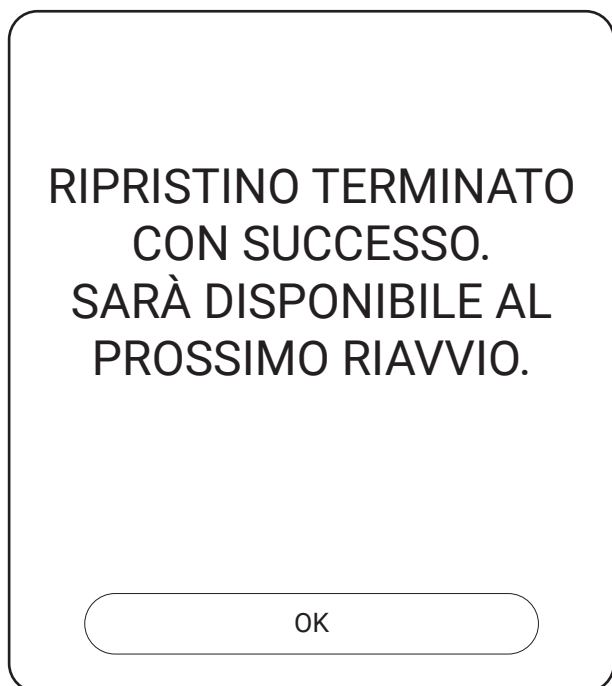 RIPRISTINO TERMINATO
CON SUCCESSO.
SARÀ DISPONIBILE AL
PROSSIMO RIAVVIO.
OK